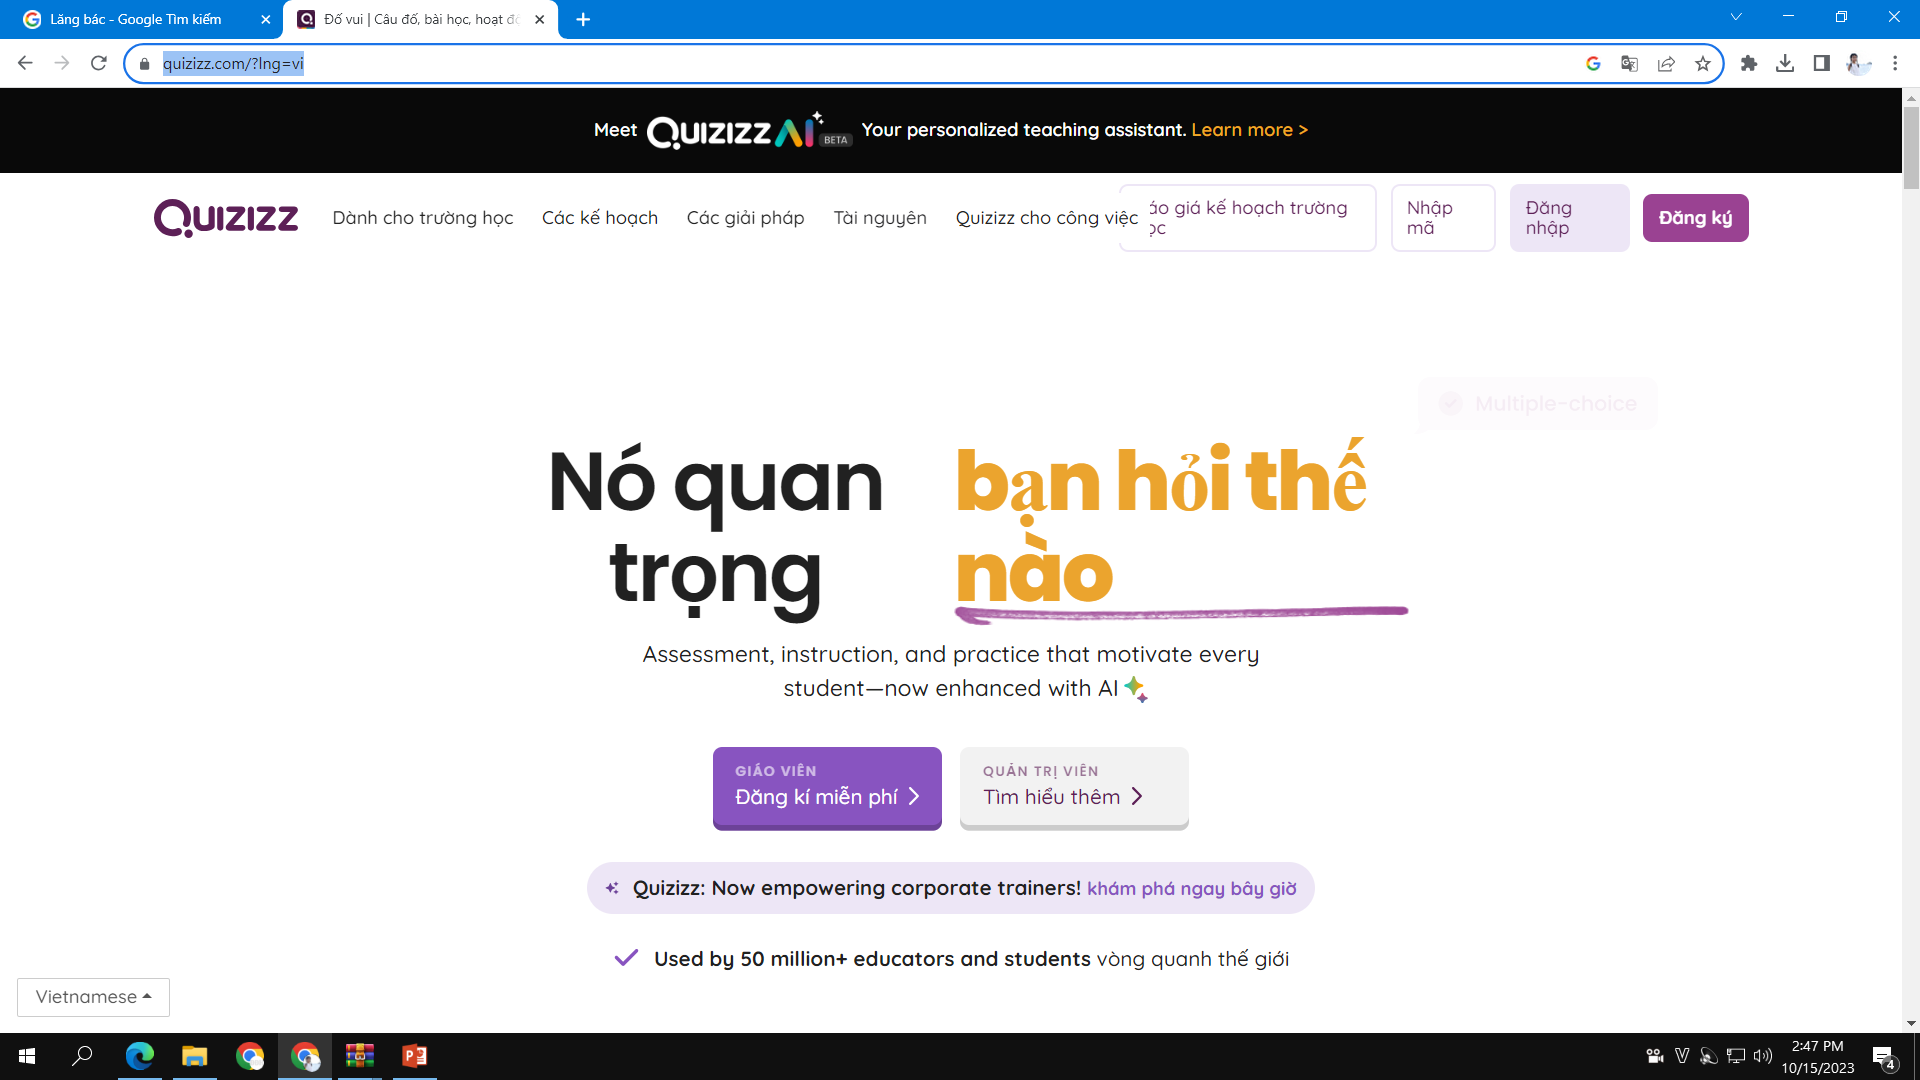 Lăng bác - Google Tìm kiếm
Đố vui | Câu đố, bài học, hoạt đ
quizizz.com/?lng=vi
Meet QUIZIZZ AI BETA Your personalized teaching assistant. Learn more >
QUIZIZZ
Dành cho trường học
Các kế hoạch
Các giải pháp
Tài nguyên
Quizizz cho công việc
áo giá kế hoạch trường
ọc
Nhập
mã
Đăng
nhập
Đăng ký
Multiple-choice
Nó quan
trọng
bạn hỏi thế
nào
Assessment, instruction, and practice that motivate every
student—now enhanced with AI
GIÁO VIÊN
Đăng kí miễn phí
QUẢN TRỊ VIÊN
Tìm hiểu thêm
Quizizz: Now empowering corporate trainers! khám phá ngay bây giờ
Used by 50 million+ educators and students vòng quanh thế giới
Vietnamese
2:47 PM
10/15/2023
4